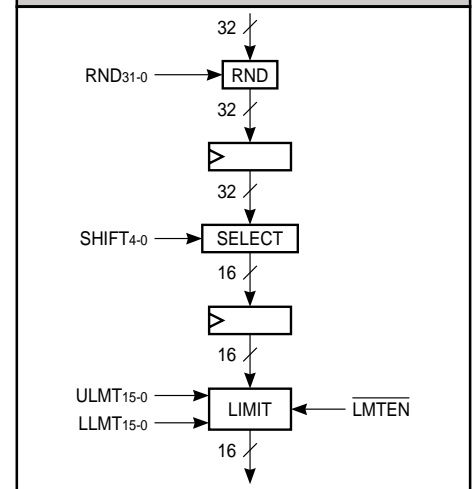 32
RND31-0 RND
32
32
SHIFT4-0 SELECT
16
16
ULMT15-0
LIMIT LMTEN
LLMT15-0
16